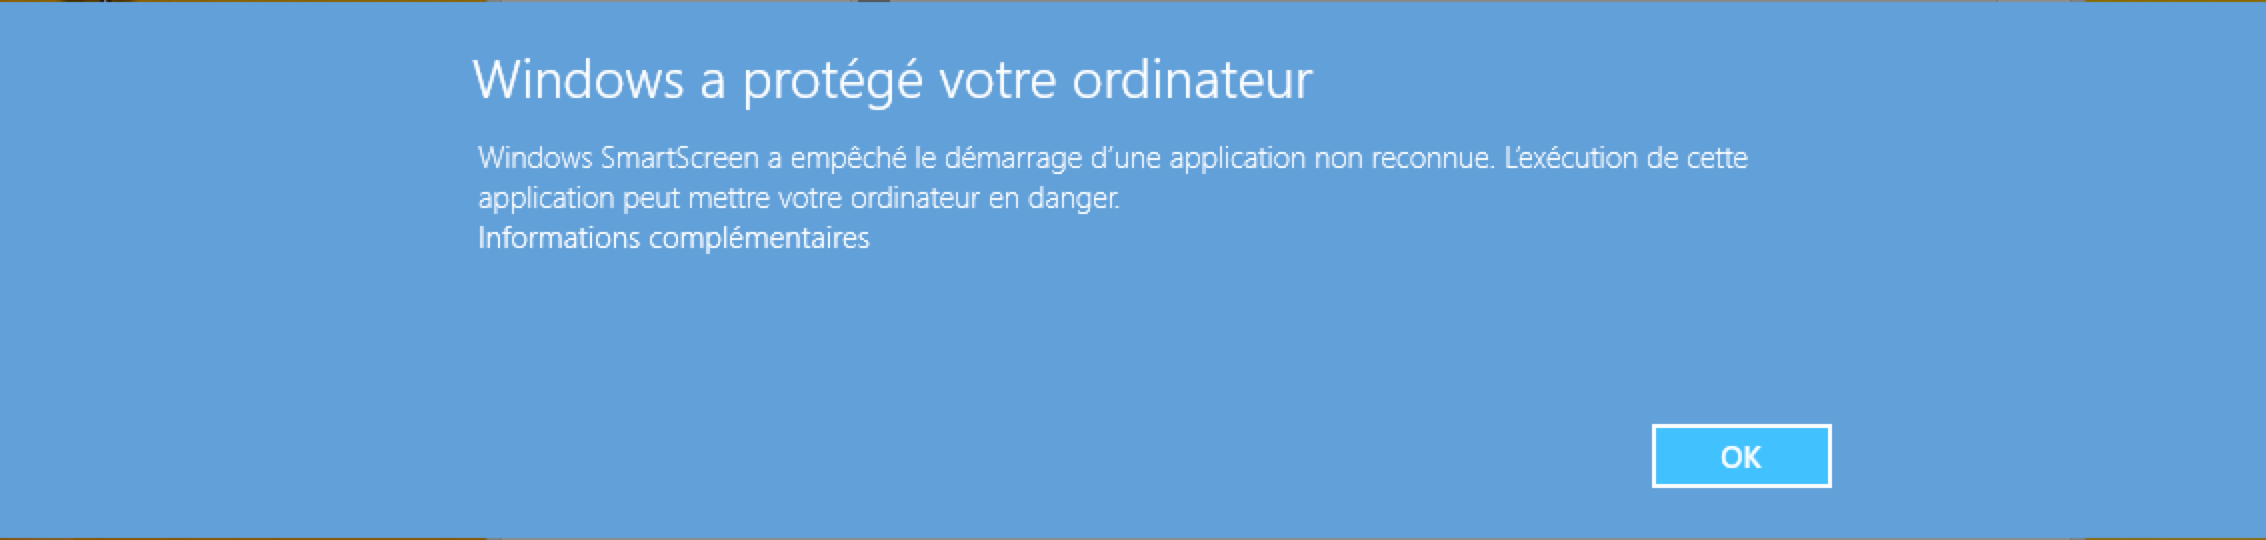 Windows a protégé votre ordinateur
Windows SmartScreen a empêché le démarrage d’une application non reconnue. L’exécution de cette
application peut mettre votre ordinateur en danger.
Informations complémentaires
OK